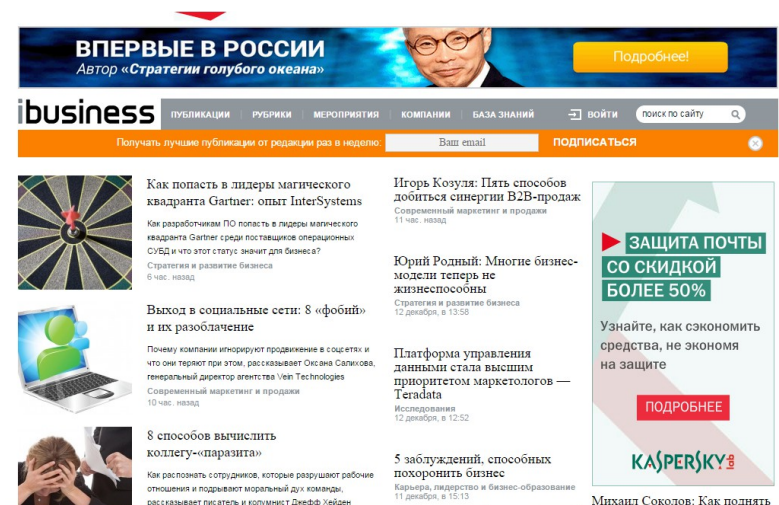 ВПЕРВЫЕ В РОССИИ
Автор «Стратегии голубого океана»
Подробнее!
ibusiness
ПУБЛИКАЦИИ
РУБРИКИ
МЕРОПРИЯТИЯ
КОМПАНИИ
БАЗА ЗНАНИЙ
ВОЙТИ
поиск по сайту
Получать лучшие публикации от редакции раз в неделю.
Ваш email
ПОДПИСАТЬСЯ
Как попасть в лидеры магического
квадранта Gartner: опыт InterSystems
Как разработчикам ПО попасть в лидеры магического
квадранта Gartner среди поставщиков операционных
СУБД и что этот статус значит для бизнеса?
Стратегия и развитие бизнеса
6 час. назад
Выход в социальные сети: 8 «фобий»
и их разоблачение
Почему компании игнорируют продвижение в соцсетях и
что они теряют при этом, рассказывает Оксана Салихова,
генеральный директор агентства Vein Technologies
Современный маркетинг и продажи
10 час. назад
8 способов вычислить
коллегу-«паразита»
Как распознать сотрудников, которые разрушают рабочие
отношения и подрывают моральный дух команды,
рассказывает писатель и колумнист Джефф Хейден
Игорь Козуля: Пять способов
добиться синергии B2B-продаж
Современный маркетинг и продажи
11 час. назад
Юрий Родный: Многие бизнес-
модели теперь не
жизнеспособны
Стратегия и развитие бизнеса
12 декабря, в 13:58
Платформа управления
данными стала высшим
приоритетом маркетологов —
Teradata
Исследования
12 декабря, в 12:52
5 заблуждений, способных
похоронить бизнес
Карьера, лидерство и бизнес-образование
11 декабря, в 15:13
ЗАЩИТА ПОЧТЫ
СО СКИДКОЙ
БОЛЕЕ 50%
Узнайте, как сэкономить
средства, не экономя
на защите
ПОДРОБНЕЕ
KASPERSKY lab
Михаил Соколов: Как поднять